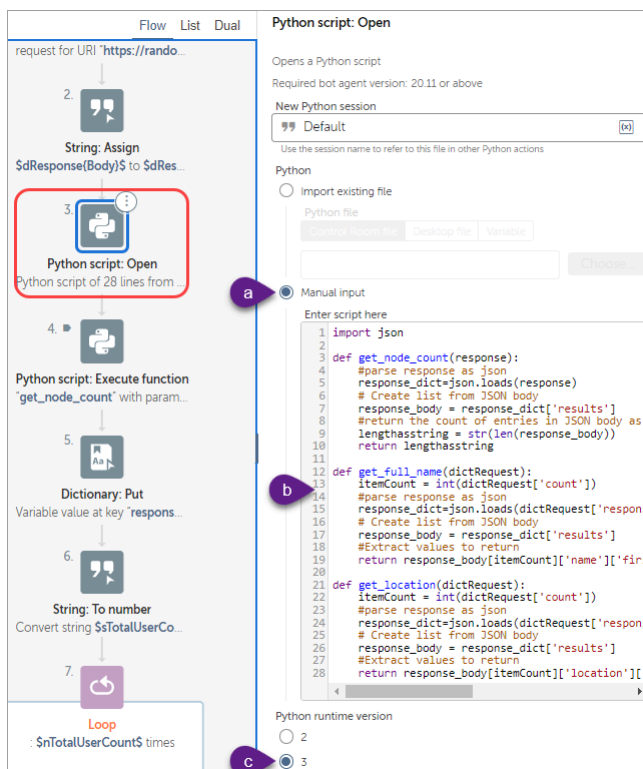 Flow List Dual
request for URI "https://rando...
2.
String: Assign
$dResponse{Body}$ to $dRes...
3.
Python script: Open
Python script of 28 lines from ...
4.
Python script: Execute function
"get_node_count" with param...
5.
Dictionary: Put
Variable value at key "respons...
6.
String: To number
Convert string $sTotalUserCo...
7.
Loop
: $nTotalUserCount$ times
Python script: Open
Opens a Python script
Required bot agent version: 20.11 or above
New Python session
Default
(x)
Use the session name to refer to this file in other Python actions
Python
Import existing file
Python file
Control Room file Desktop file Variable
Choose...
a
Manual input
Enter script here
1 import json
2
3 def get_node_count(response):
4 #parse response as json
5 response_dict=json.loads(response)
6 # Create list from JSON body
7 response_body = response_dict['results']
8 #return the count of entries in JSON body as
9 lengthasstring = str(len(response_body))
10 return lengthasstring
11
12 def get_full_name(dictRequest):
b
13 itemCount = int(dictRequest['count'])
14 #parse response as json
15 response_dict=json.loads(dictRequest['respon
16 # Create list from JSON body
17 response_body = response_dict['results']
18 #Extract values to return
19 return response_body[itemCount]['name']['fir
20
21 def get_location(dictRequest):
22 itemCount = int(dictRequest['count'])
23 #parse response as json
24 response_dict=json.loads(dictRequest['respon
25 # Create list from JSON body
26 response_body = response_dict['results']
27 #Extract values to return
28 return response_body[itemCount]['location'][
Python runtime version
2
c
3